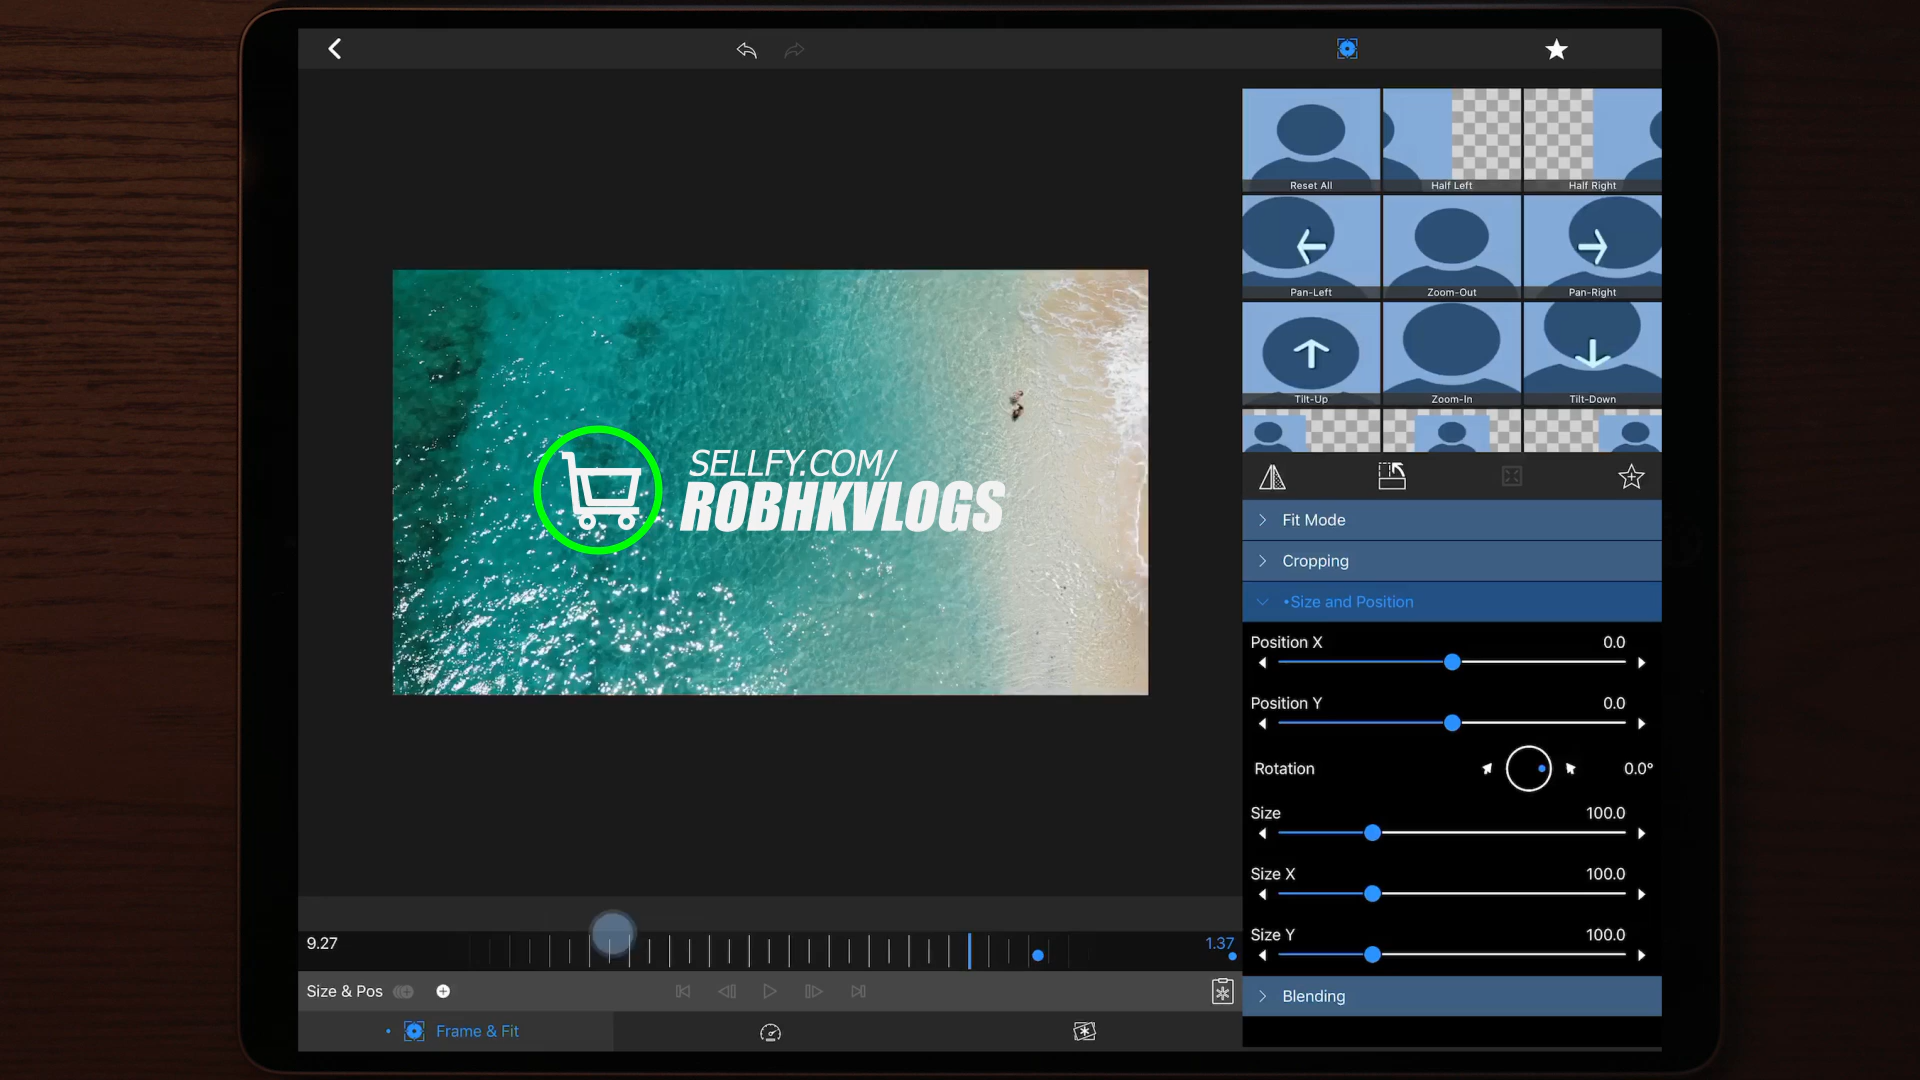 Reset All
Half Left
Half Right
Pan-Left
Zoom-Out
Pan-Right
Tilt-Up
Zoom-In
Tilt-Down
SELLFY.COM/
ROBHKVLOGS
Fit Mode
Cropping
•Size and Position
Position X 0.0
Position Y 0.0
Rotation 0.0°
Size 100.0
Size X 100.0
Size Y 100.0
Blending
9.27 1.37
Size & Pos
Frame & Fit